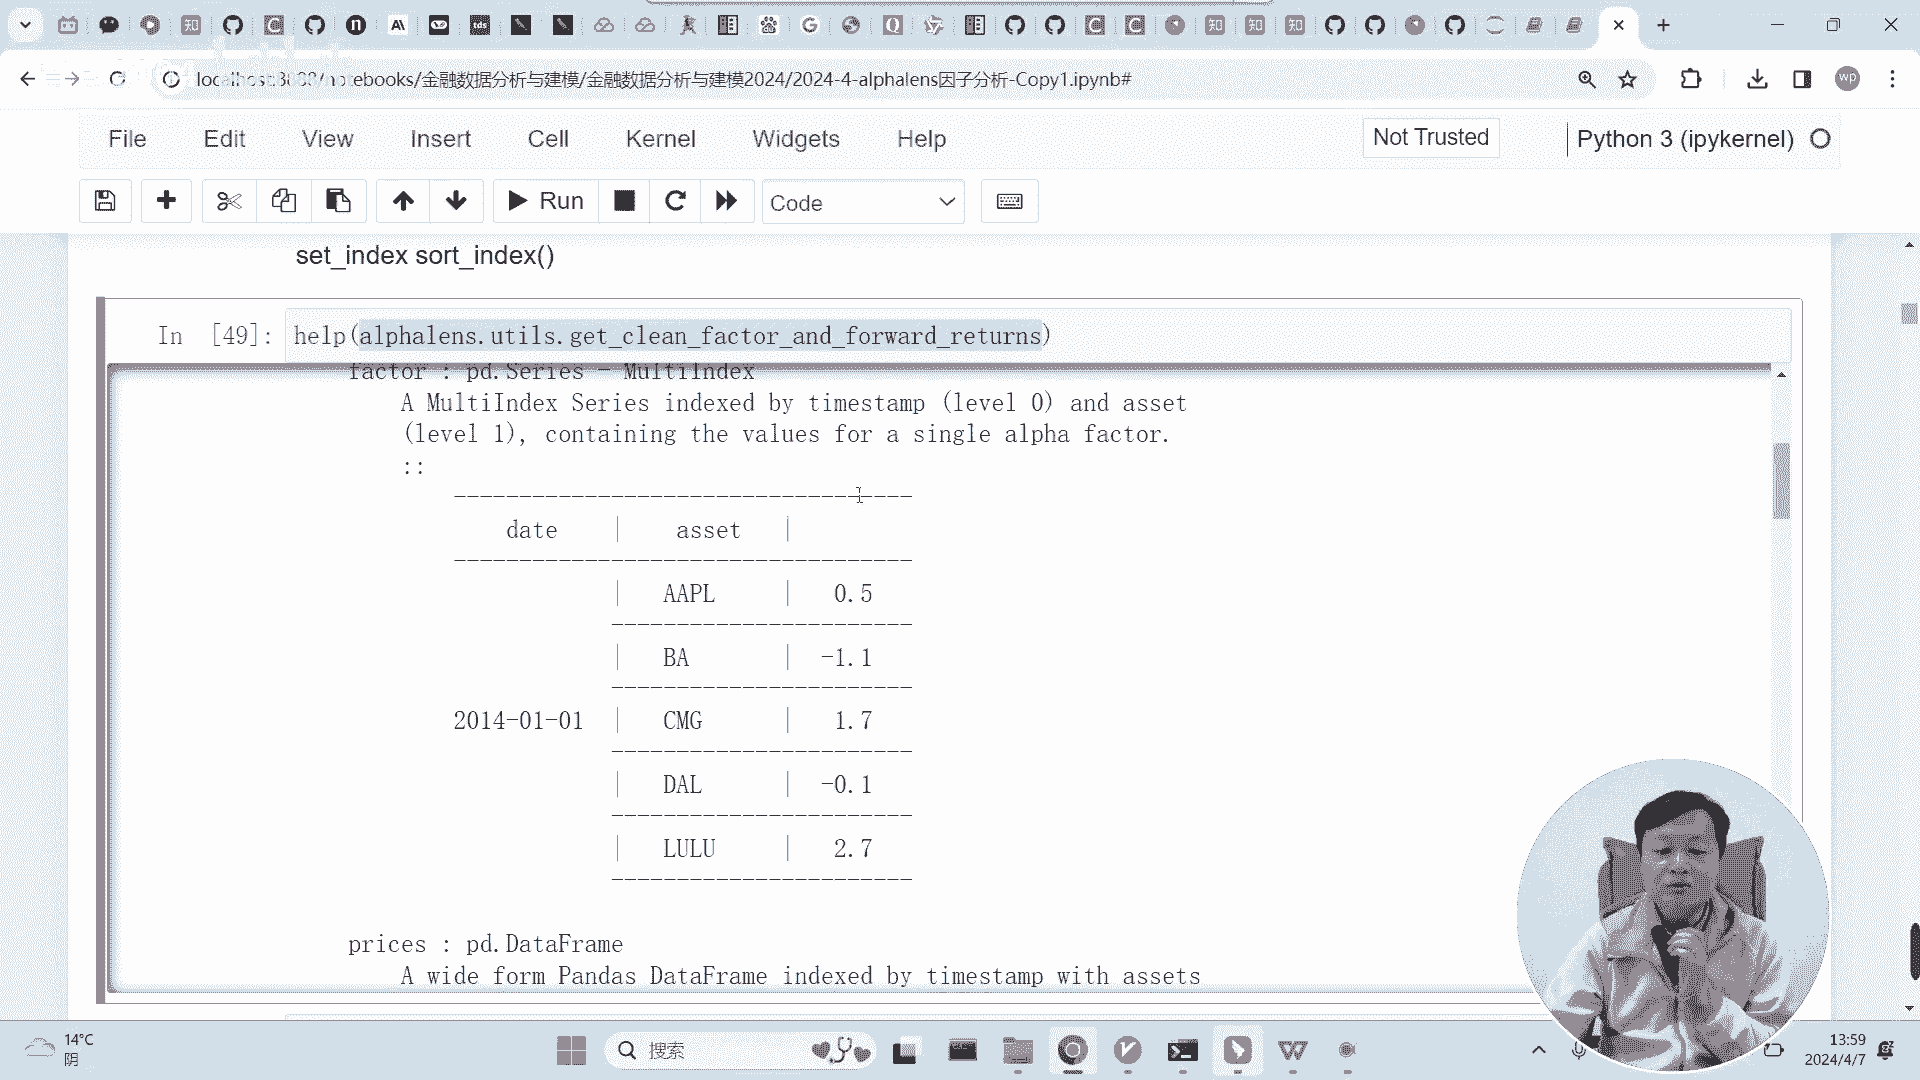 localhost:8888/notebooks/金融数据分析与建模/金融数据分析与建模2024/2024-4-alphalens因子分析-Copy1.ipynb#
wp
File Edit View Insert Cell Kernel Widgets Help Not Trusted Python 3 (ipykernel)
Run Code
set_index sort_index()
In [49]: help(alphalens.utils.get_clean_factor_and_forward_returns)
factor : pd.Series - MultiIndex
A MultiIndex Series indexed by timestamp (level 0) and asset
(level 1), containing the values for a single alpha factor.
::
-----------------------------------
date | asset |
-----------------------------------
| AAPL | 0.5
-----------------------
| BA | -1.1
-----------------------
2014-01-01 | CMG | 1.7
-----------------------
| DAL | -0.1
-----------------------
| LULU | 2.7
-----------------------
prices : pd.DataFrame
A wide form Pandas DataFrame indexed by timestamp with assets
14°C
阴
搜索
13:59
2024/4/7